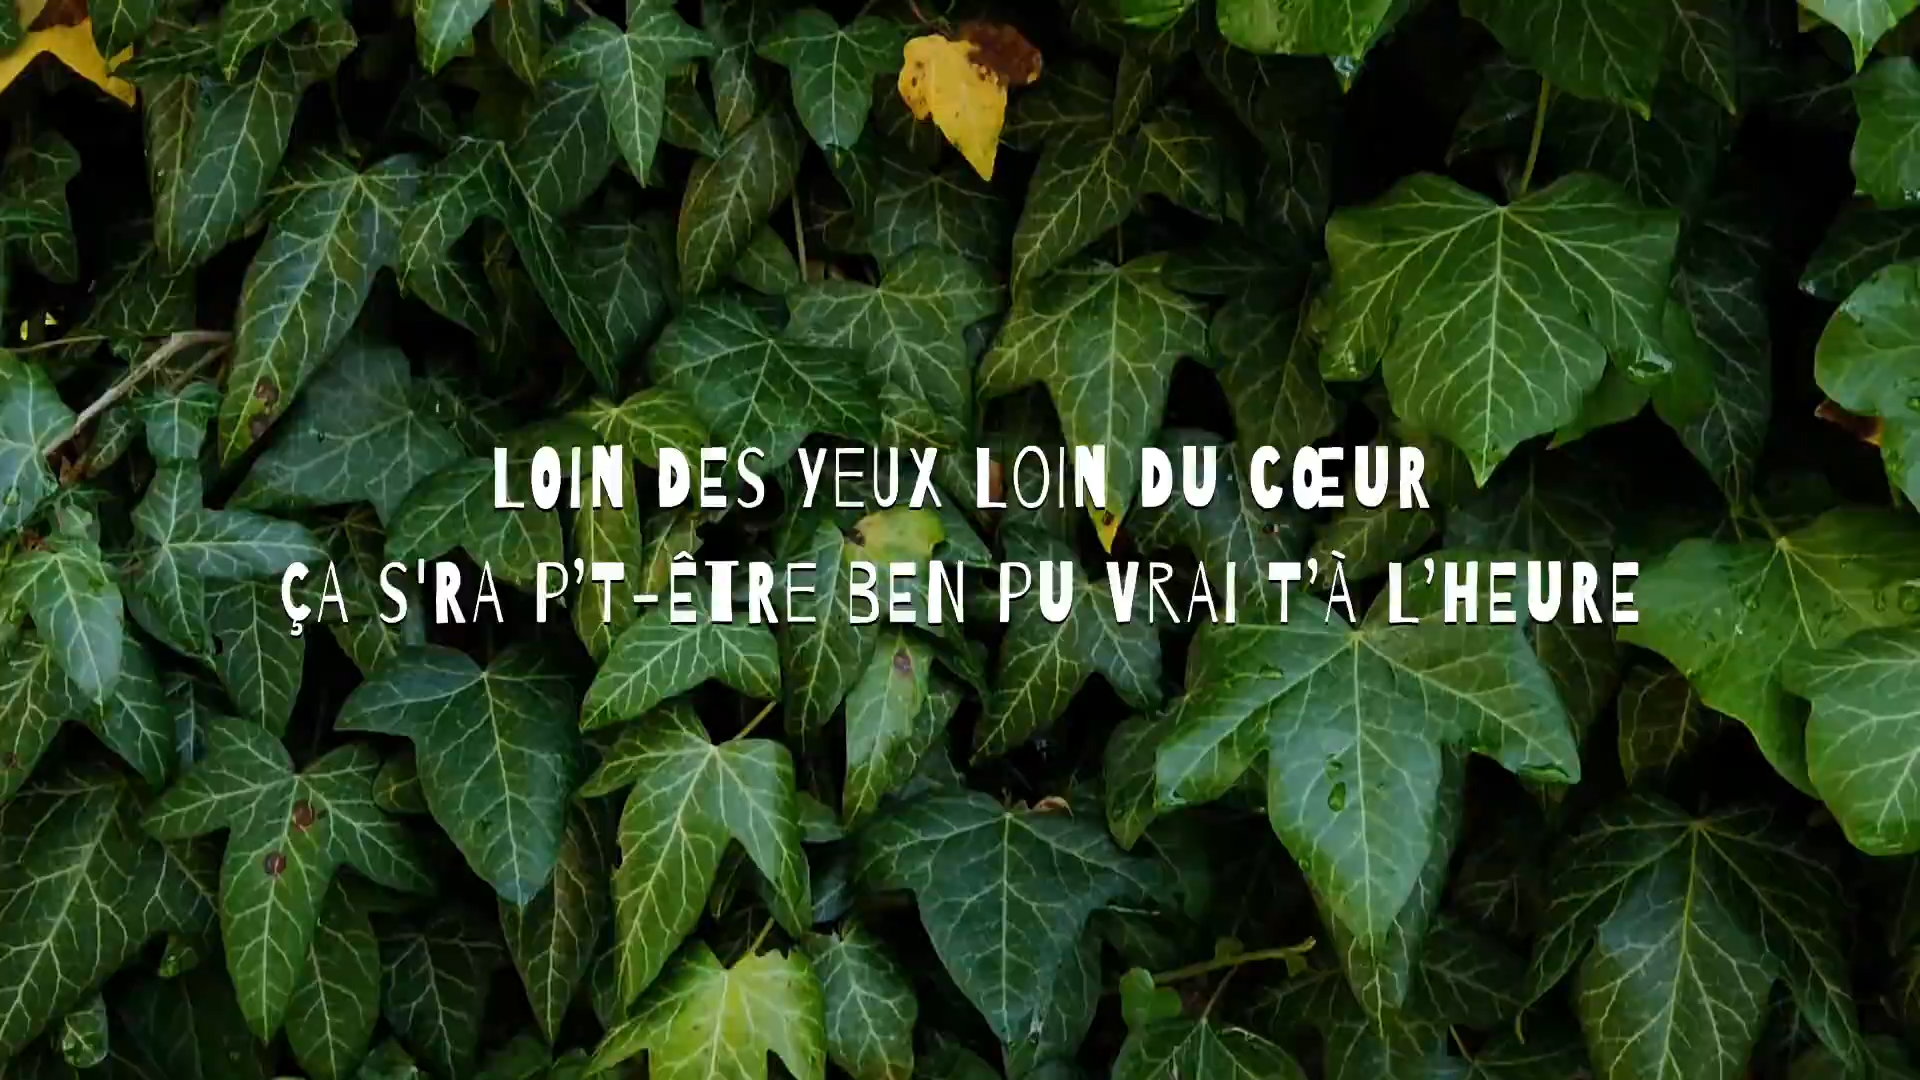 LOIN DES YEUX LOIN DU CŒUR
ÇA S'RA P'T-ÊTRE BEN PU VRAI T'À L'HEURE